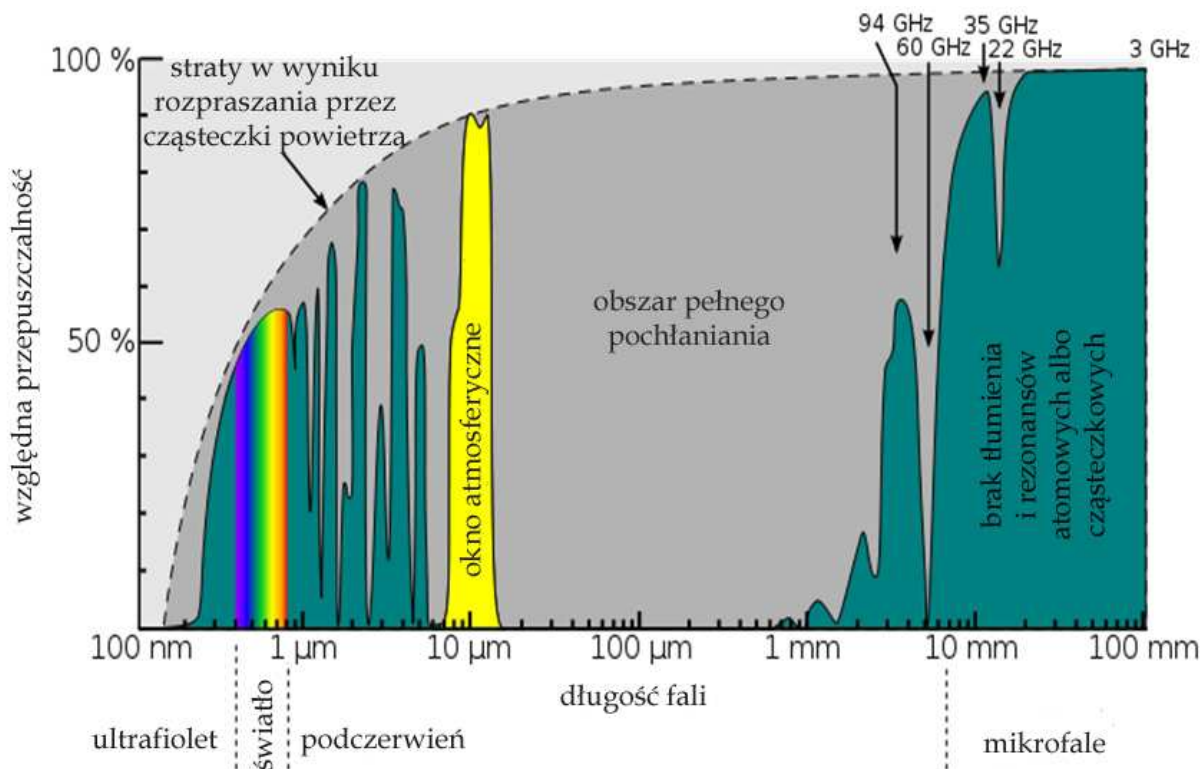 94 GHz
35 GHz
60 GHz
22 GHz
3 GHz
100 %
straty w wyniku
rozpraszania przez
cząsteczki powietrza
względna przepuszczalność
50 %
obszar pełnego
pochłaniania
okno atmosferyczne
brak tłumienia
i rezonansów
atomowych albo
cząsteczkowych
100 nm
1 μm
10 μm
100 μm
1 mm
10 mm
100 mm
długość fali
ultrafiolet
światło
podczerwień
mikrofale